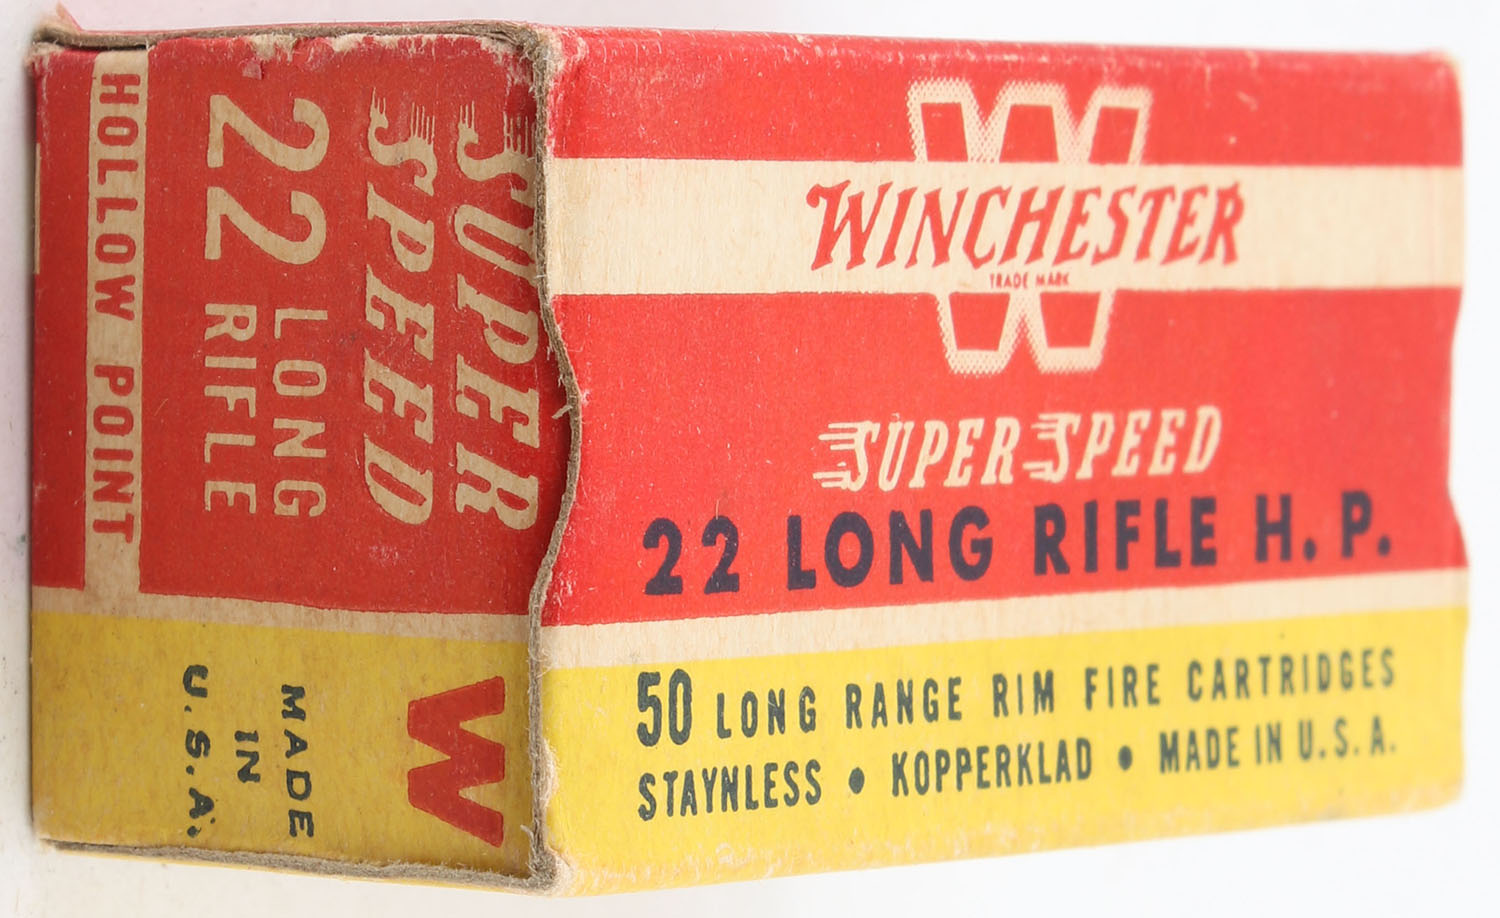 WINCHESTER
TRADE MARK
SUPER SPEED
22 LONG RIFLE H. P.
50 LONG RANGE RIM FIRE CARTRIDGES
STAYNLESS • KOPPERKLAD • MADE IN U. S. A.
SUPER
SPEED
22 LONG
RIFLE
HOLLOW POINT
W
MADE
IN
U.S.A.